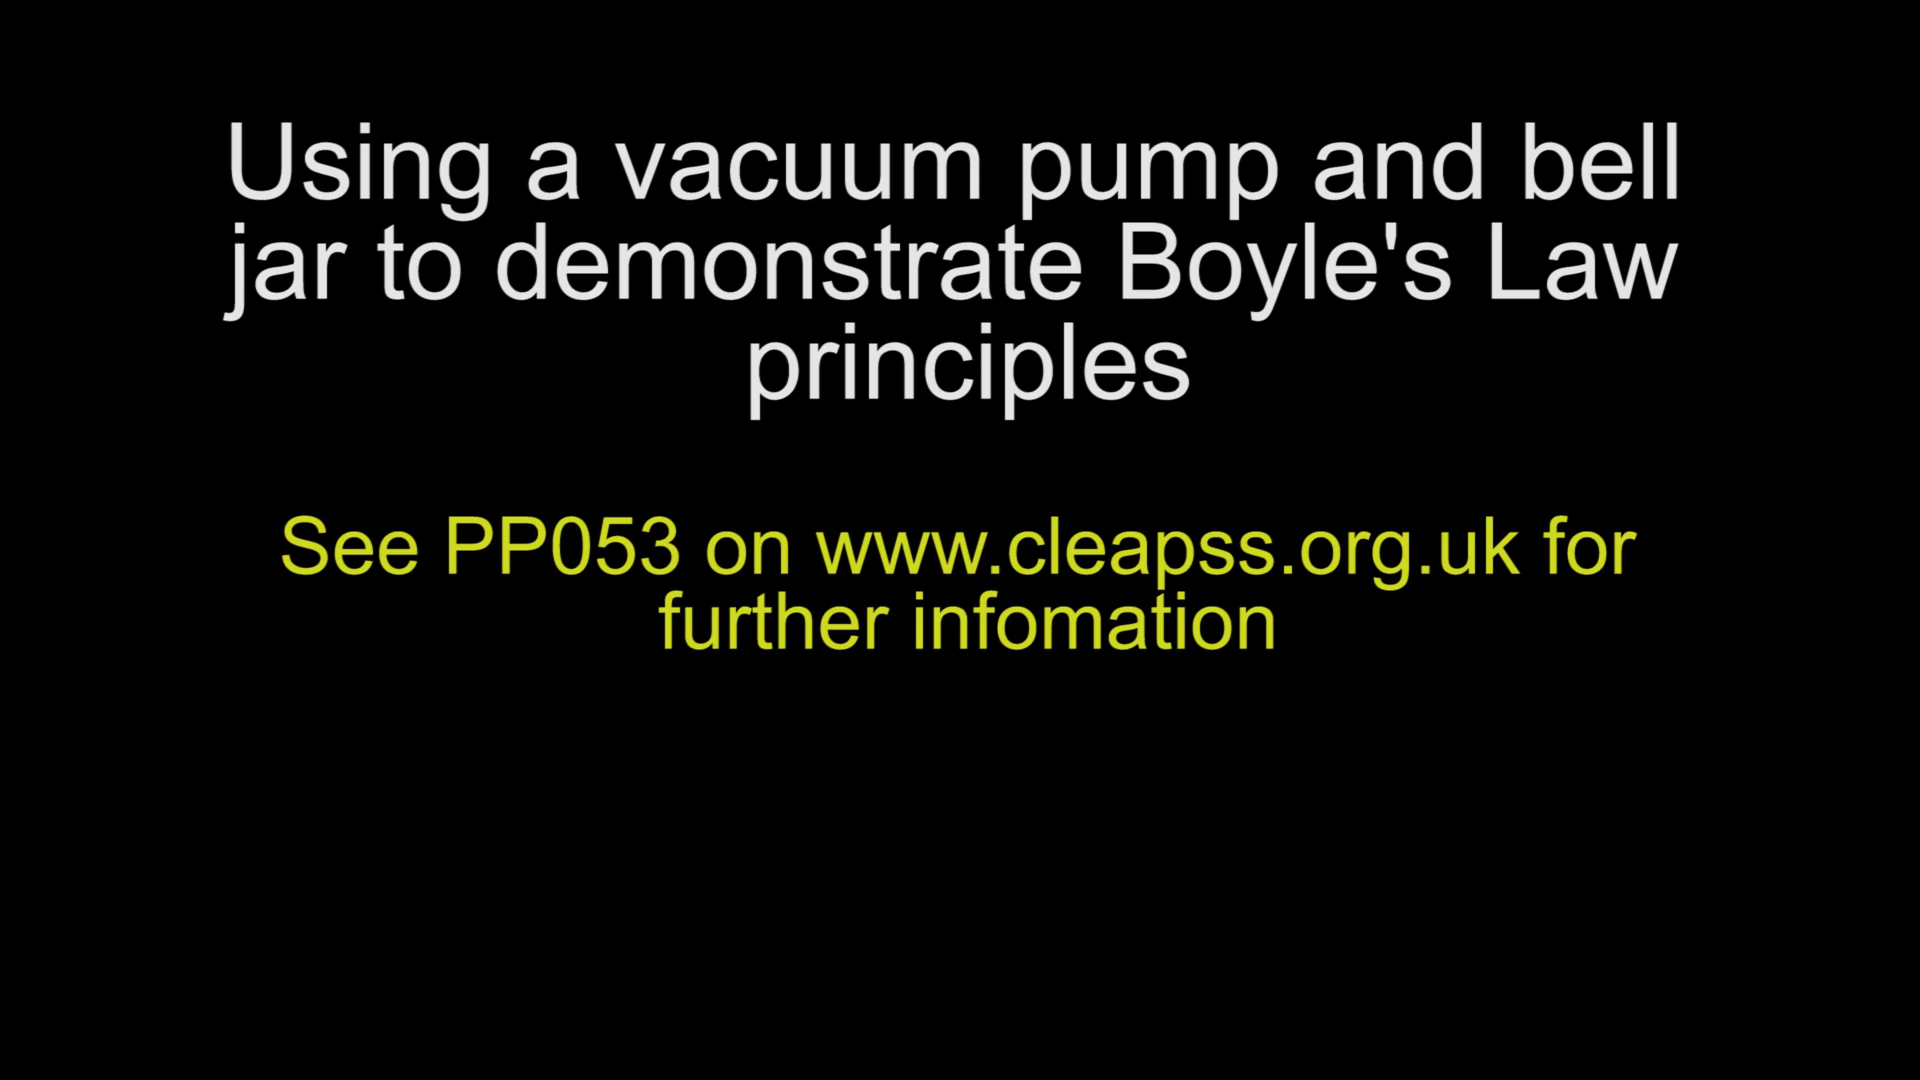 Using a vacuum pump and bell
jar to demonstrate Boyle's Law
principles
See PP053 on www.cleapss.org.uk for
further infomation